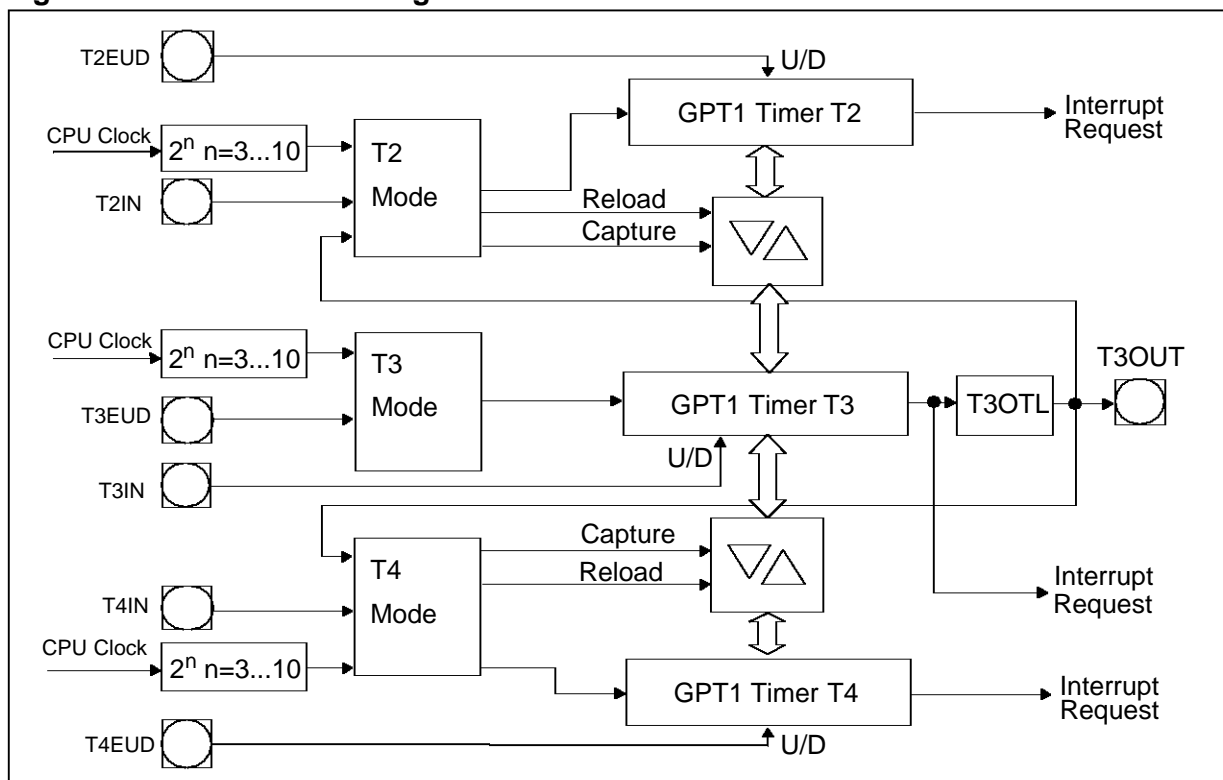 T2EUD
U/D
GPT1 Timer T2
Interrupt
Request
CPU Clock
2ⁿ n=3...10
T2
Mode
T2IN
Reload
Capture
CPU Clock
2ⁿ n=3...10
T3
Mode
T3OUT
GPT1 Timer T3
T3OTL
T3EUD
U/D
T3IN
Capture
T4
Mode
Reload
Interrupt
Request
T4IN
CPU Clock
2ⁿ n=3...10
GPT1 Timer T4
Interrupt
Request
T4EUD
U/D